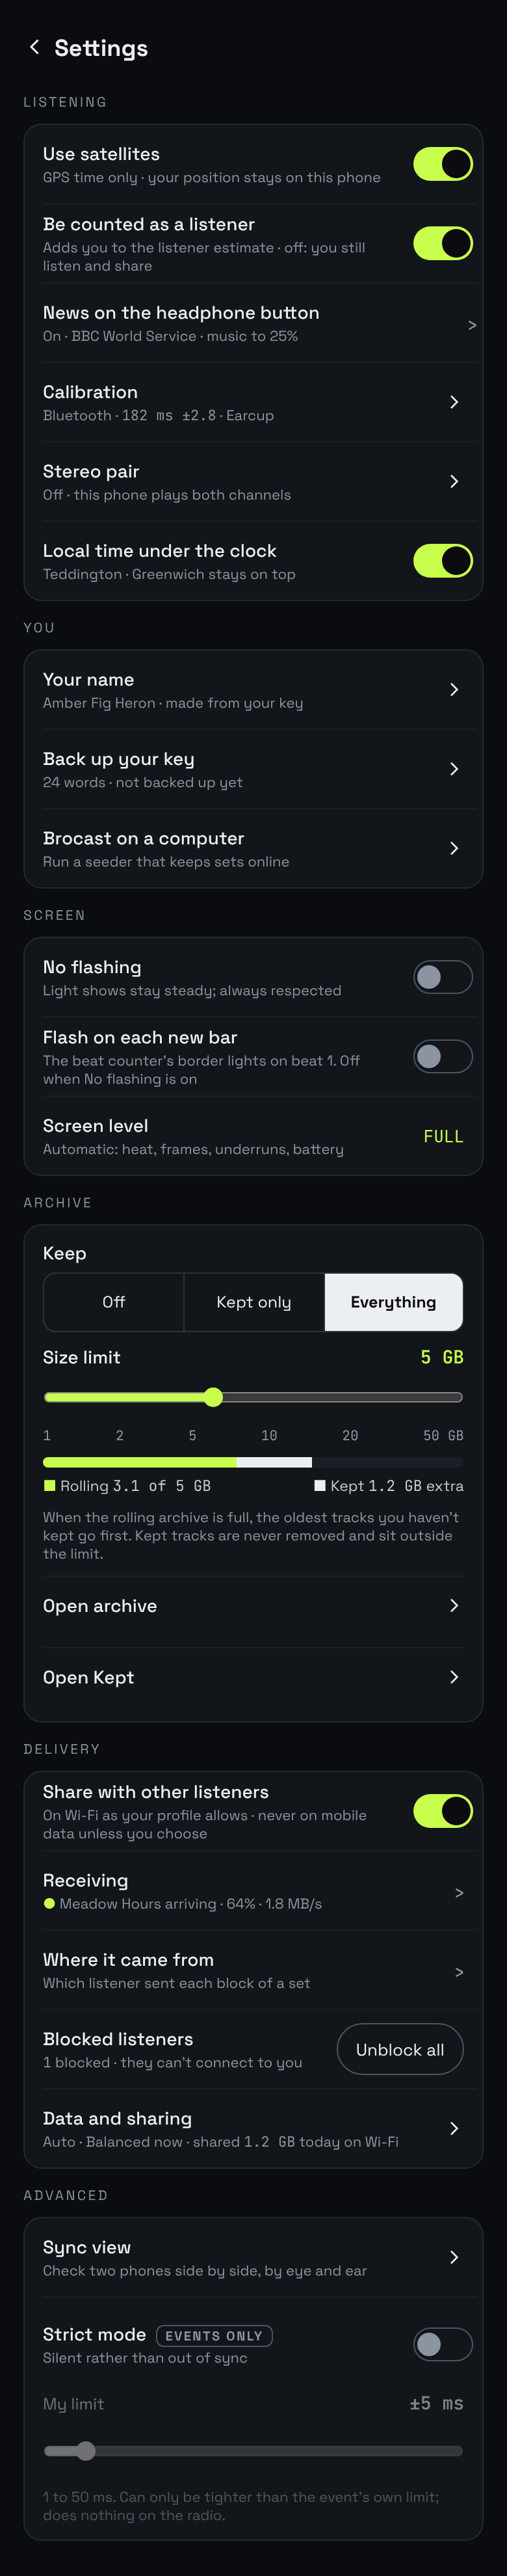 Settings
LISTENING
Use satellites
GPS time only · your position stays on this phone
Be counted as a listener
Adds you to the listener estimate · off: you still
listen and share
News on the headphone button
On · BBC World Service · music to 25%
>
Calibration
Bluetooth · 182 ms ±2.8 · Earcup
Stereo pair
Off · this phone plays both channels
Local time under the clock
Teddington · Greenwich stays on top
YOU
Your name
Amber Fig Heron · made from your key
Back up your key
24 words · not backed up yet
Brocast on a computer
Run a seeder that keeps sets online
SCREEN
No flashing
Light shows stay steady; always respected
Flash on each new bar
The beat counter's border lights on beat 1. Off
when No flashing is on
Screen level
FULL
Automatic: heat, frames, underruns, battery
ARCHIVE
Keep
Off Kept only Everything
Size limit 5 GB
1 2 5 10 20 50 GB
Rolling 3.1 of 5 GB Kept 1.2 GB extra
When the rolling archive is full, the oldest tracks you haven't
kept go first. Kept tracks are never removed and sit outside
the limit.
Open archive
Open Kept
DELIVERY
Share with other listeners
On Wi-Fi as your profile allows · never on mobile
data unless you choose
Receiving
Meadow Hours arriving · 64% · 1.8 MB/s
>
Where it came from
Which listener sent each block of a set
>
Blocked listeners
1 blocked · they can't connect to you
Unblock all
Data and sharing
Auto · Balanced now · shared 1.2 GB today on Wi-Fi
ADVANCED
Sync view
Check two phones side by side, by eye and ear
Strict mode EVENTS ONLY
Silent rather than out of sync
My limit ±5 ms
1 to 50 ms. Can only be tighter than the event's own limit;
does nothing on the radio.